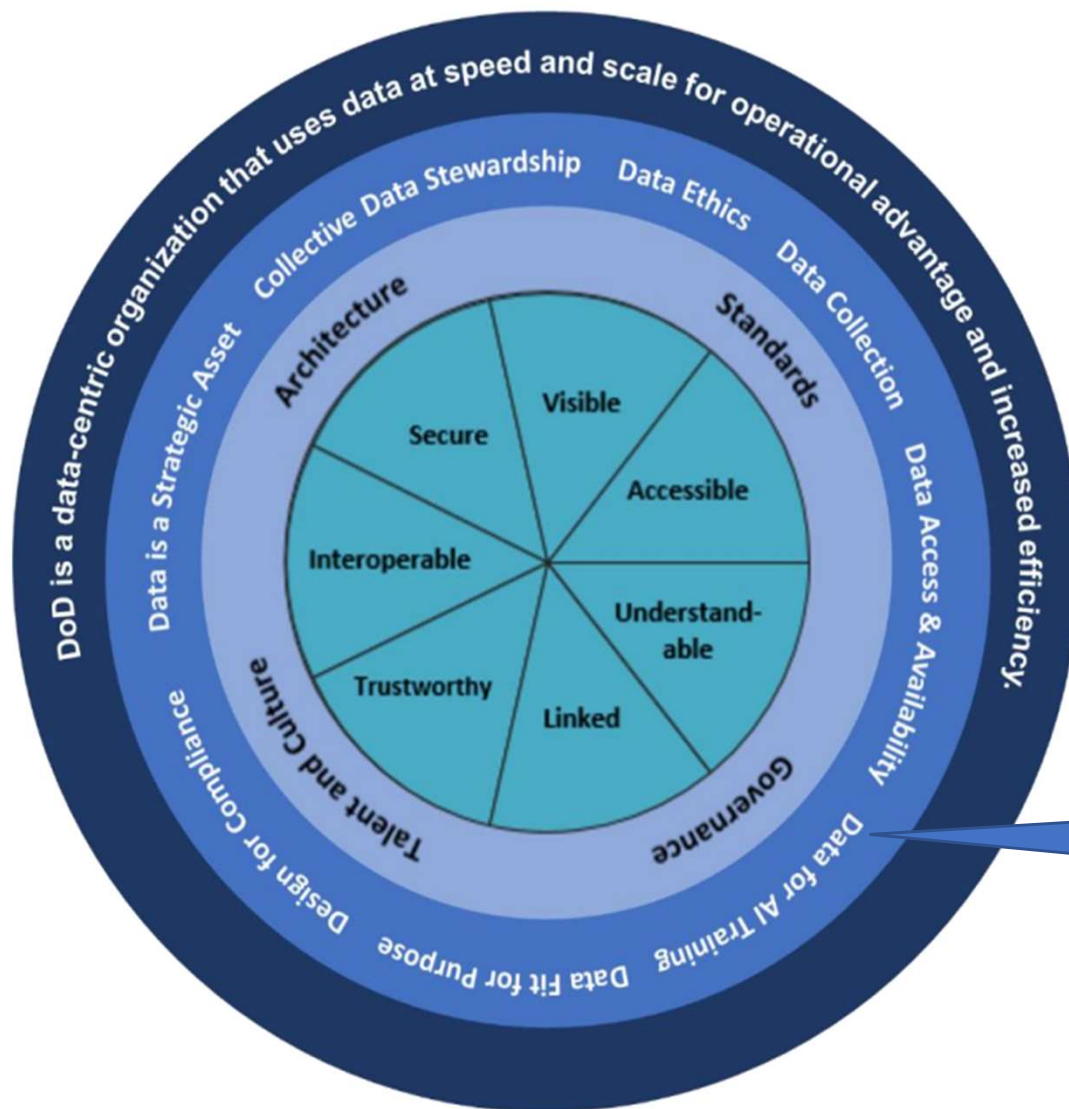 DoD is a data-centric organization that uses data at speed and scale for operational advantage and increased efficiency.
Data is a Strategic Asset
Collective Data Stewardship
Data Ethics
Data Collection
Data Access & Availability
Data for AI Training
Data Fit for Purpose
Design for Compliance
Architecture
Standards
Governance
Talent and Culture
Visible
Accessible
Understand-
able
Linked
Trustworthy
Interoperable
Secure